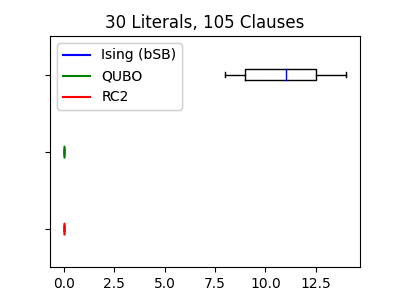 30 Literals, 105 Clauses
Ising (bSB)
QUBO
RC2
0.0 2.5 5.0 7.5 10.0 12.5